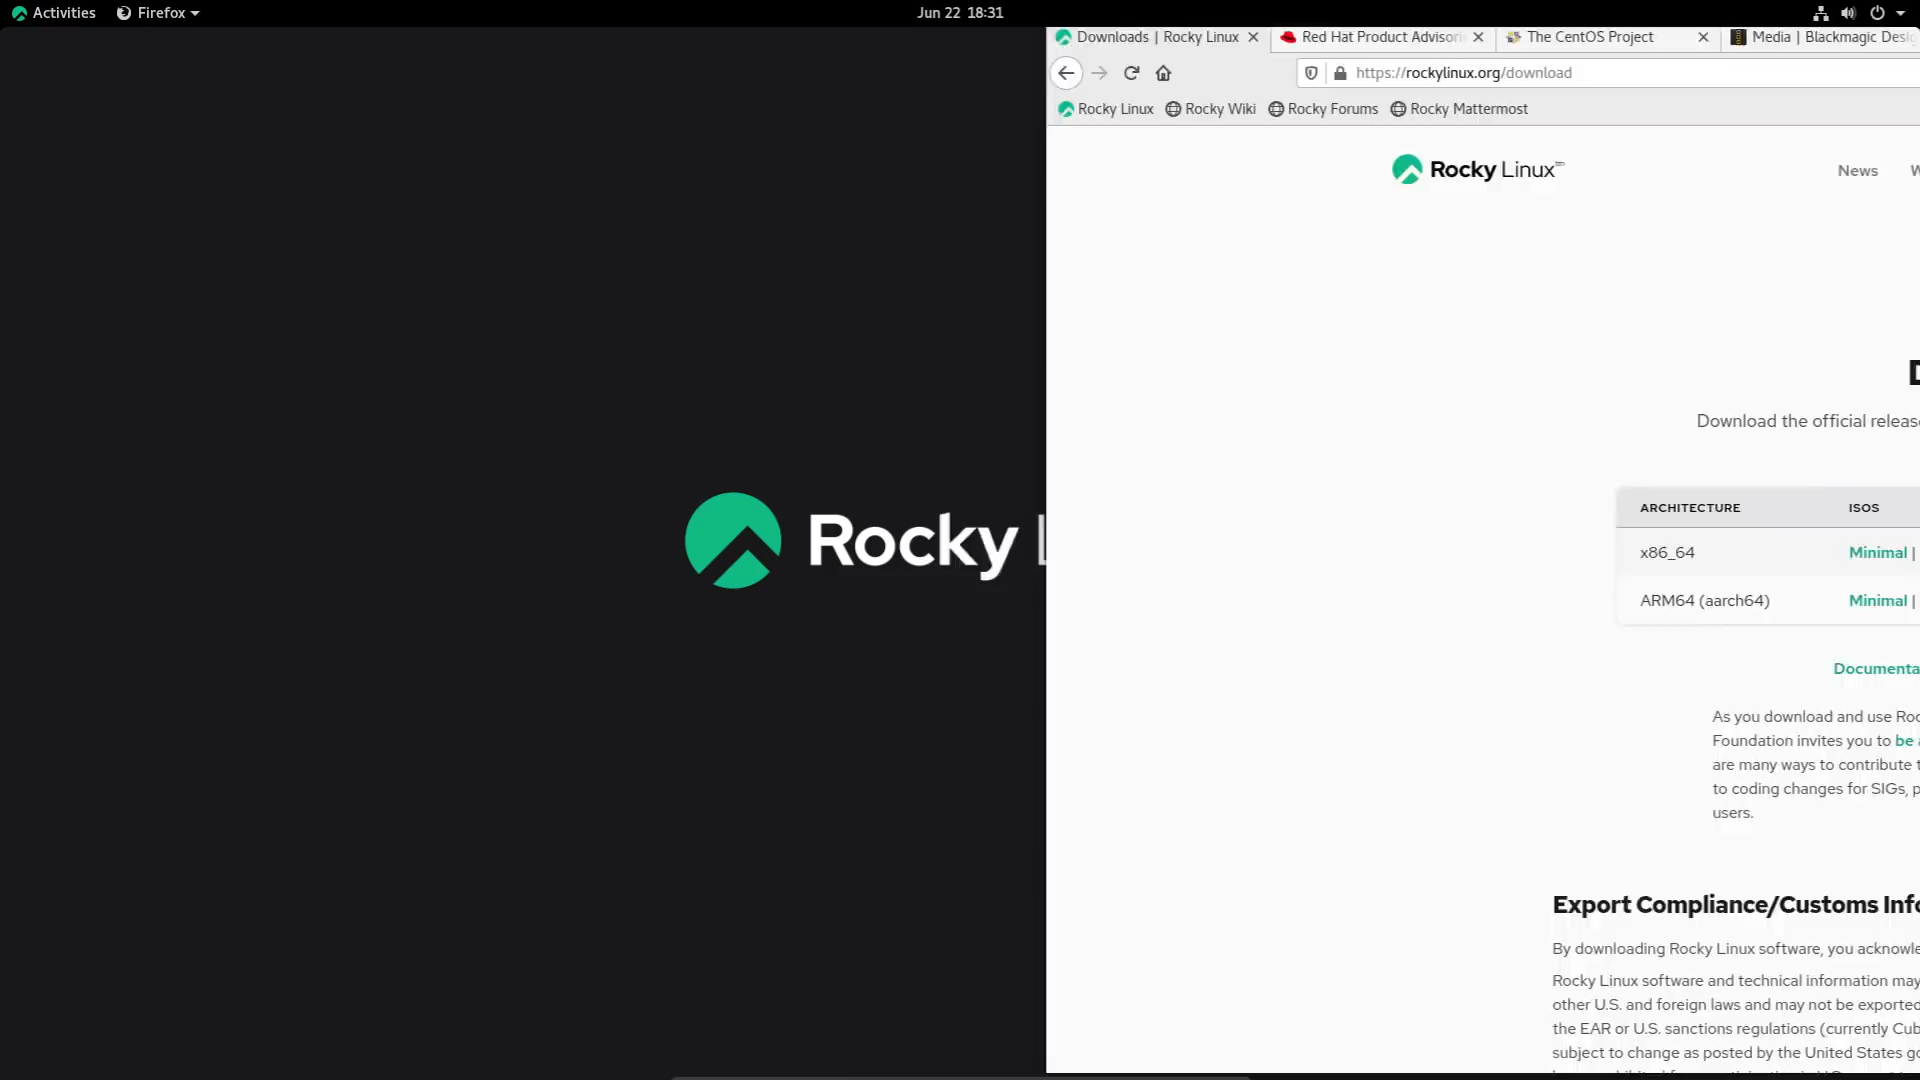 Activities Firefox Jun 22 18:31
Downloads | Rocky Linux Red Hat Product Advisori The CentOS Project Media | Blackmagic Desig
https://rockylinux.org/download
Rocky Linux Rocky Wiki Rocky Forums Rocky Mattermost
Rocky Linux™
News
Download the official release
ARCHITECTURE ISOS
x86_64 Minimal |
ARM64 (aarch64) Minimal |
Documenta
As you download and use Roc
Foundation invites you to be a
are many ways to contribute t
to coding changes for SIGs, p
users.
Rocky
Export Compliance/Customs Info
By downloading Rocky Linux software, you acknowle
Rocky Linux software and technical information may
other U.S. and foreign laws and may not be exported
the EAR or U.S. sanctions regulations (currently Cub
subject to change as posted by the United States go